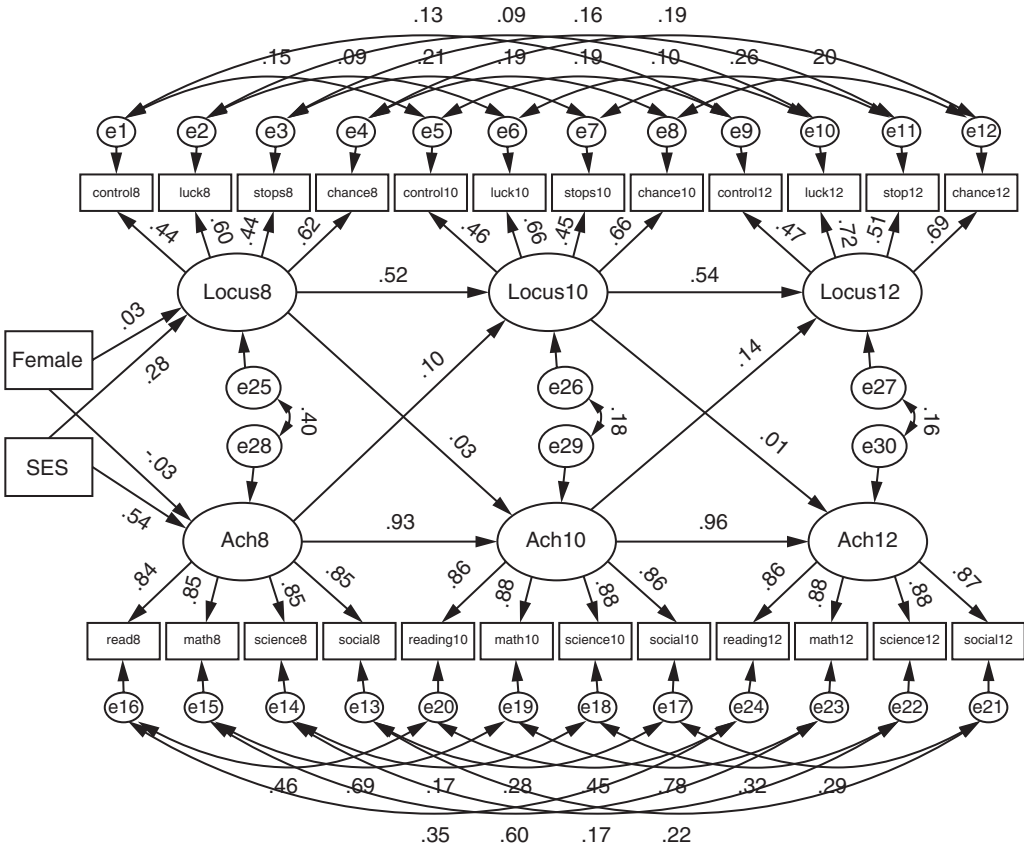 .13 .09 .16 .19
.15 .09 .21 .19 .19 .10 .26 .20
e1 e2 e3 e4 e5 e6 e7 e8 e9 e10 e11 e12
control8 luck8 stops8 chance8 control10 luck10 stops10 chance10 control12 luck12 stop12 chance12
.44 .60 .44 .62 .46 .66 .45 .66 .47 .72 .51 .69
Locus8 .52 Locus10 .54 Locus12
.03
Female
.28 .10 .14
e25 e26 e27
.40 .18 .16
e28 e29 e30
SES
-.03 .03 .01
.54
Ach8 .93 Ach10 .96 Ach12
.84 .85 .85 .85 .86 .88 .88 .86 .86 .88 .88 .87
read8 math8 science8 social8 reading10 math10 science10 social10 reading12 math12 science12 social12
e16 e15 e14 e13 e20 e19 e18 e17 e24 e23 e22 e21
.46 .69 .17 .28 .45 .78 .32 .29
.35 .60 .17 .22